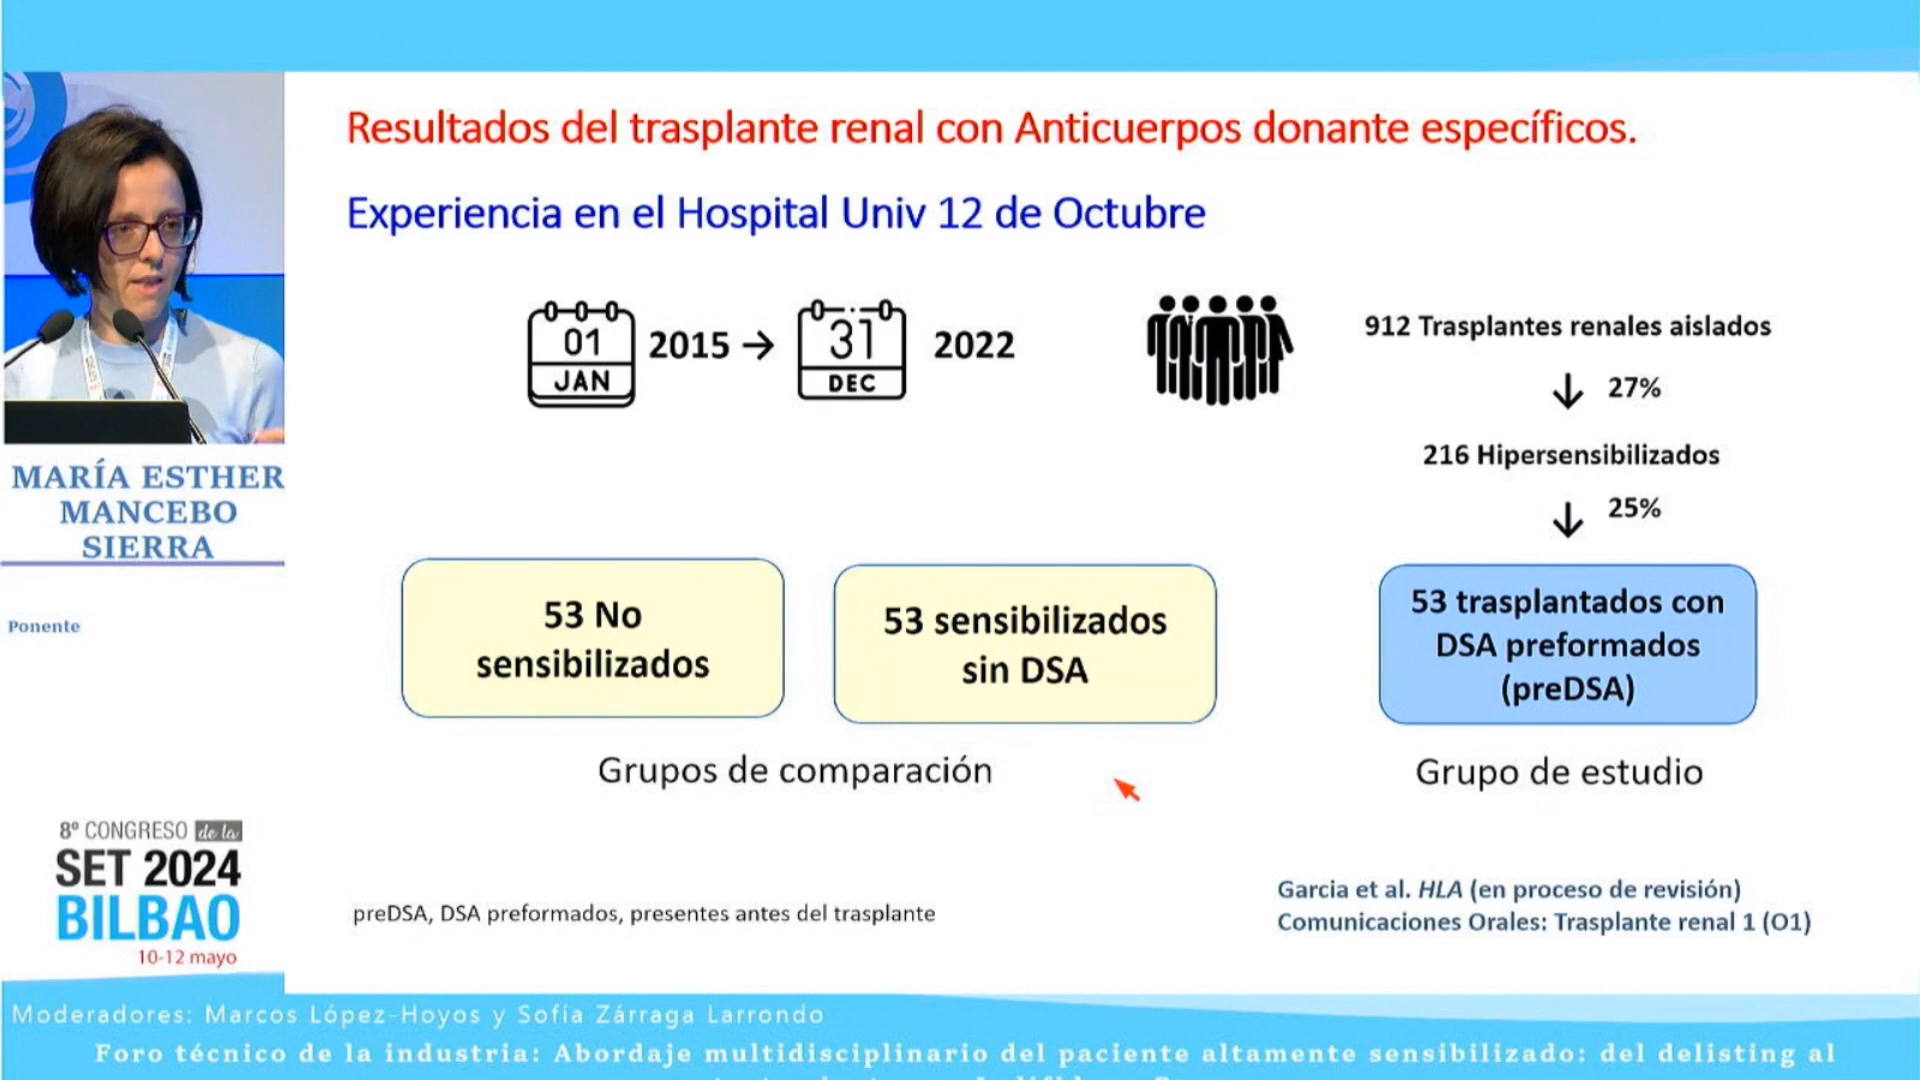 Resultados del trasplante renal con Anticuerpos donante específicos.
Experiencia en el Hospital Univ 12 de Octubre
01
JAN
2015 →
31
DEC
2022
912 Trasplantes renales aislados
↓ 27%
216 Hipersensibilizados
↓ 25%
53 No
sensibilizados
53 sensibilizados
sin DSA
53 trasplantados con
DSA preformados
(preDSA)
Grupos de comparación
Grupo de estudio
preDSA, DSA preformados, presentes antes del trasplante
Garcia et al. HLA (en proceso de revisión)
Comunicaciones Orales: Trasplante renal 1 (O1)
MARÍA ESTHER
MANCEBO
SIERRA
Ponente
8º CONGRESO de la
SET 2024
BILBAO
10-12 mayo
Moderadores: Marcos López-Hoyos y Sofía Zárraga Larrondo
Foro técnico de la industria: Abordaje multidisciplinario del paciente altamente sensibilizado: del delisting al